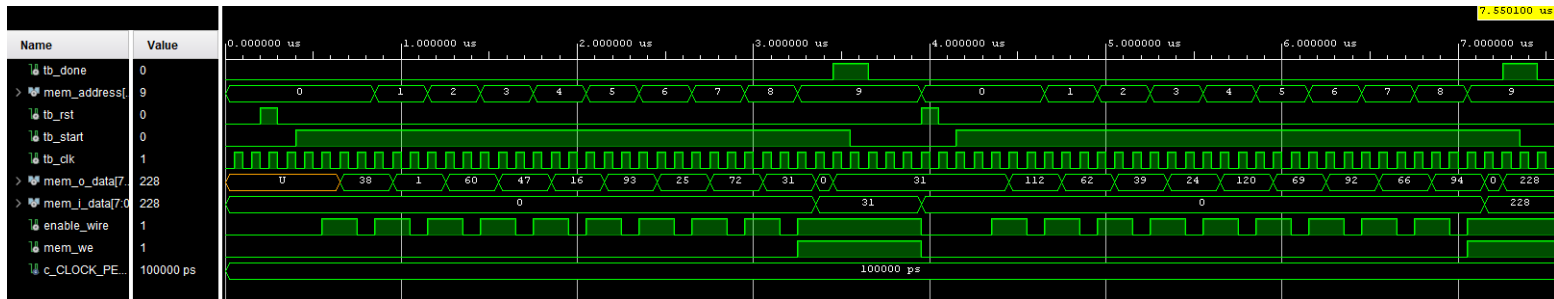 7.550100 us
Name Value 0.000000 us 1.000000 us 2.000000 us 3.000000 us 4.000000 us 5.000000 us 6.000000 us 7.000000 us
tb_done 0
mem_address[. 9 0 1 2 3 4 5 6 7 8 9 0 1 2 3 4 5 6 7 8 9
tb_rst 0
tb_start 0
tb_clk 1
mem_o_data[7.. 228 U 38 1 60 47 16 93 25 72 31 0 31 112 62 39 24 120 69 92 66 94 0 228
mem_i_data[7:0 228 0 31 0 228
enable_wire 1
mem_we 1
c_CLOCK_PE... 100000 ps 100000 ps